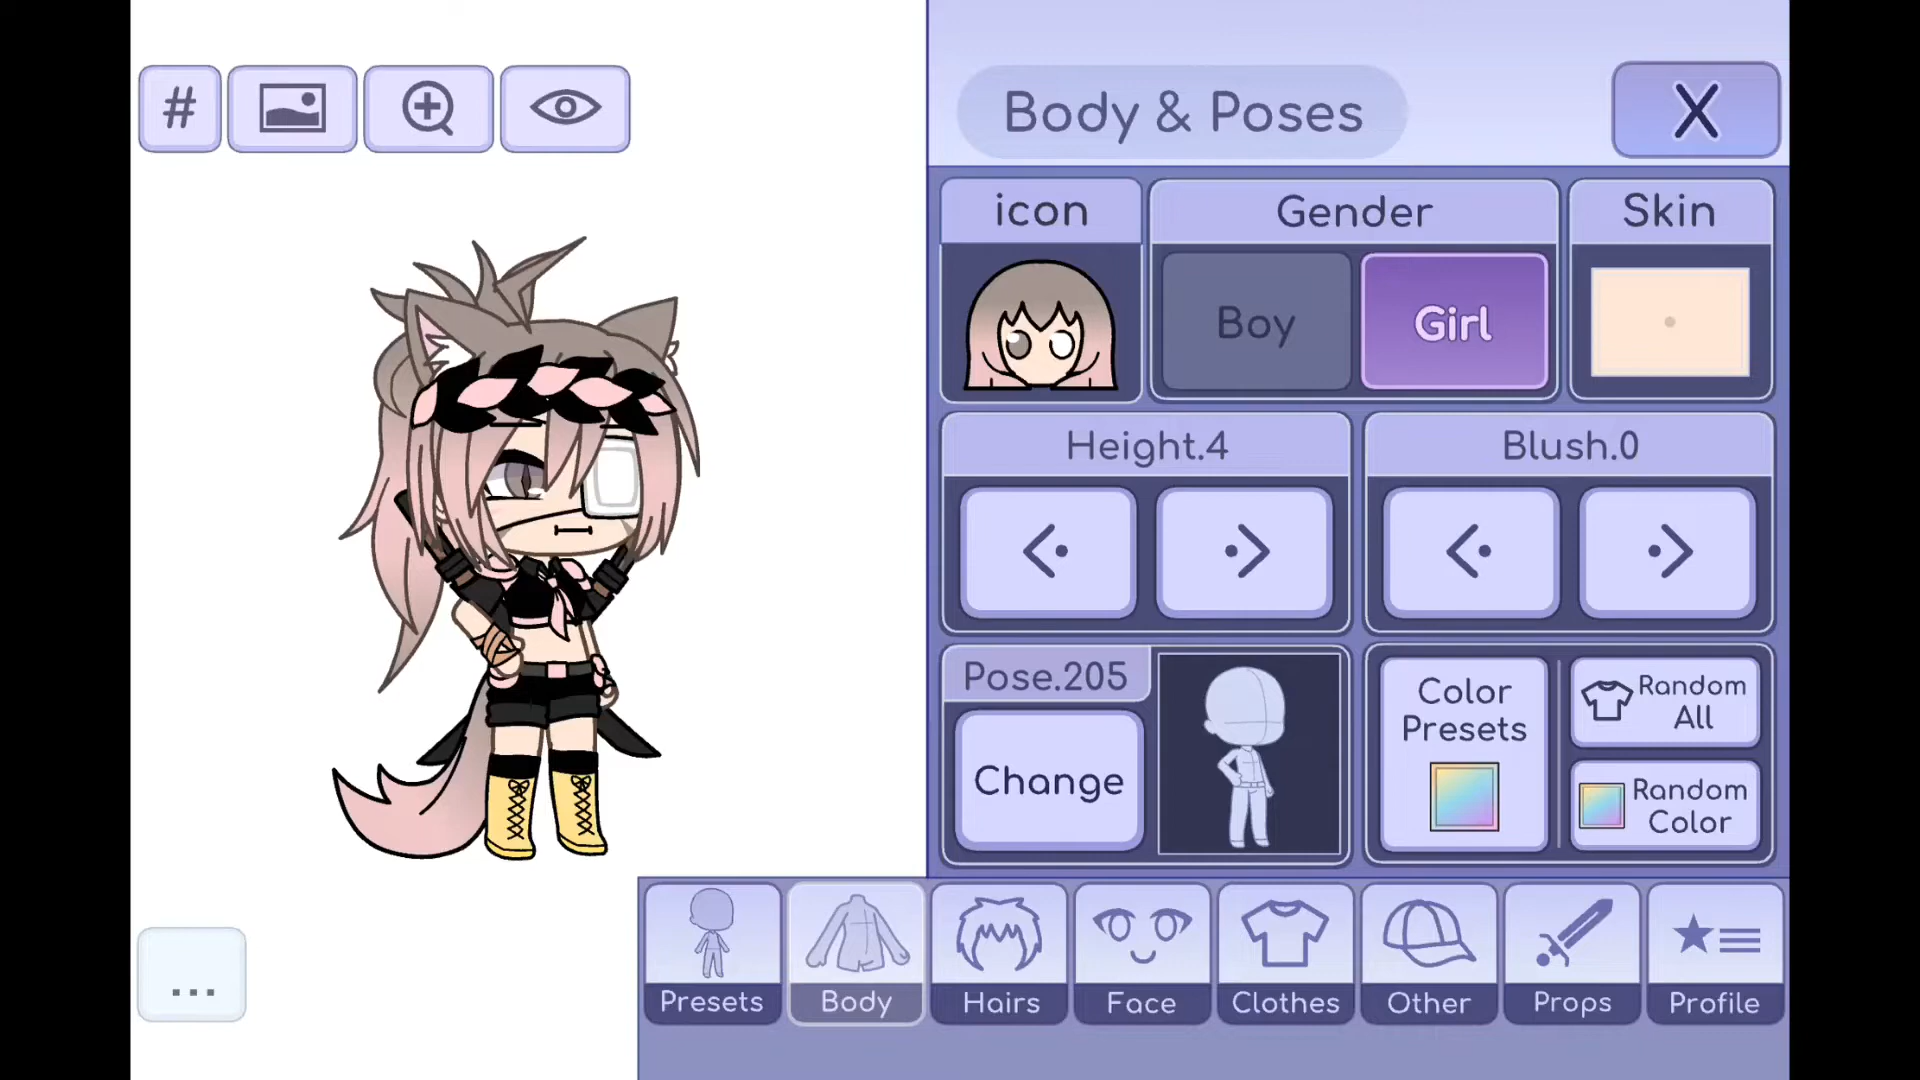 #
Body & Poses
X
icon
Gender
Skin
Boy
Girl
Height.4
Blush.0
Pose.205
Change
Color
Presets
Random
All
Random
Color
...
Presets
Body
Hairs
Face
Clothes
Other
Props
Profile